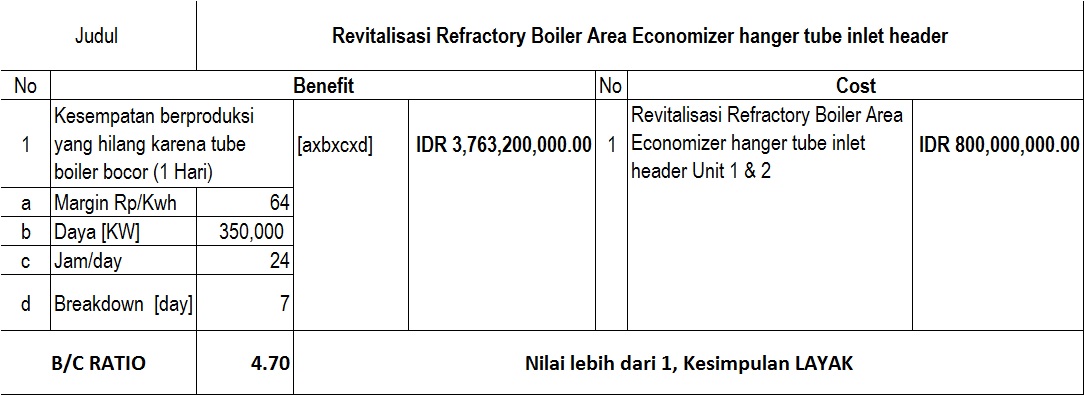 Judul
Revitalisasi Refractory Boiler Area Economizer hanger tube inlet header
No
Benefit
No
Cost
1
Kesempatan berproduksi
yang hilang karena tube
boiler bocor (1 Hari)
[axbxcxd]
IDR 3,763,200,000.00
1
Revitalisasi Refractory Boiler Area
Economizer hanger tube inlet
header Unit 1 & 2
IDR 800,000,000.00
a
Margin Rp/Kwh
64
b
Daya [KW]
350,000
c
Jam/day
24
d
Breakdown [day]
7
B/C RATIO
4.70
Nilai lebih dari 1, Kesimpulan LAYAK